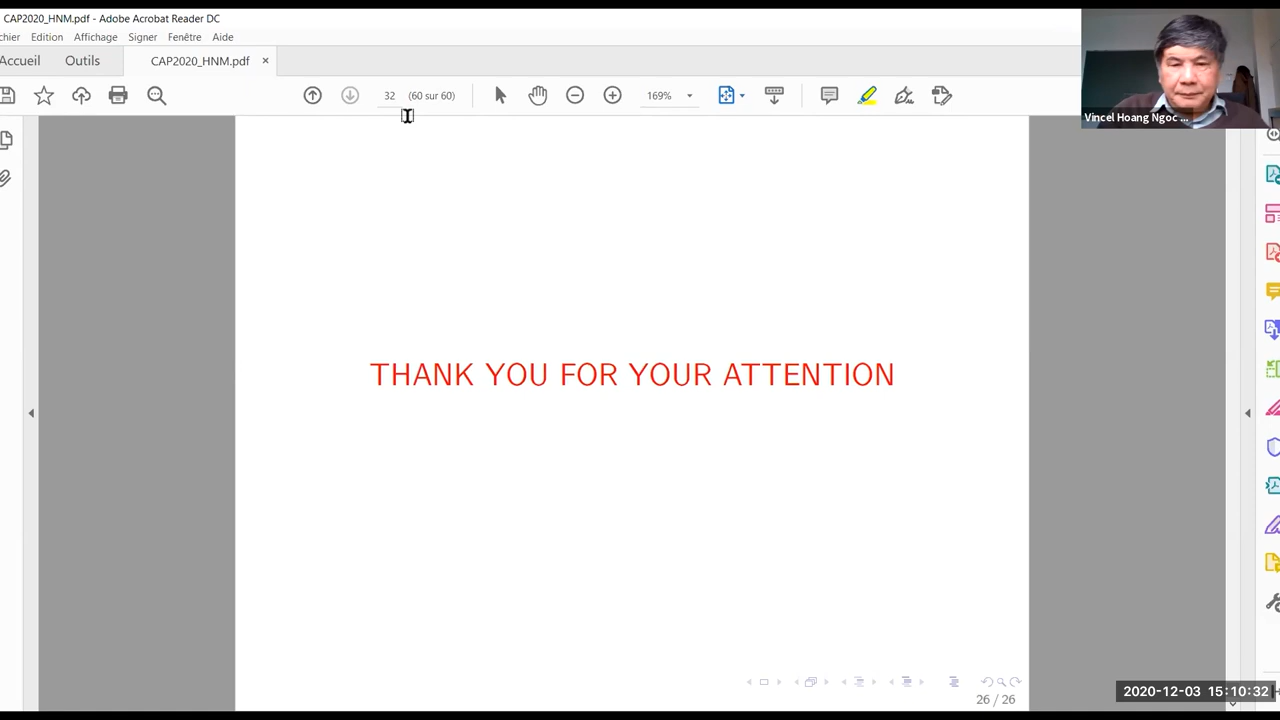 CAP2020_HNM.pdf - Adobe Acrobat Reader DC
chier Edition Affichage Signer Fenêtre Aide
Accueil Outils CAP2020_HNM.pdf ×
32 (60 sur 60) 169%
Vincel Hoang Ngoc ...
THANK YOU FOR YOUR ATTENTION
26 / 26
2020-12-03 15:10:32